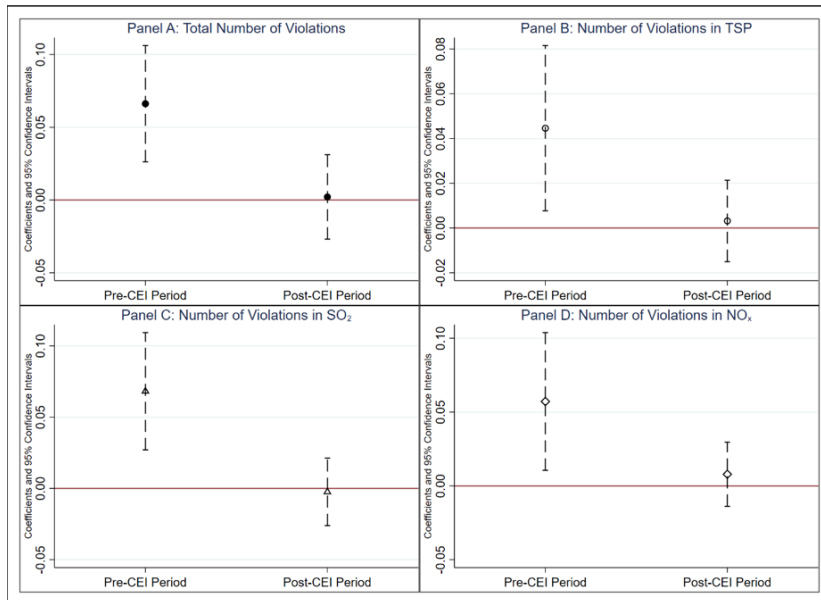 Panel A: Total Number of Violations
Coefficients and 95% Confidence Intervals
0.10
0.05
0.00
-0.05
Pre-CEI Period
Post-CEI Period
Panel B: Number of Violations in TSP
Coefficients and 95% Confidence Intervals
0.08
0.06
0.04
0.02
0.00
-0.02
Pre-CEI Period
Post-CEI Period
Panel C: Number of Violations in SO₂
Coefficients and 95% Confidence Intervals
0.10
0.05
0.00
-0.05
Pre-CEI Period
Post-CEI Period
Panel D: Number of Violations in NOₓ
Coefficients and 95% Confidence Intervals
0.10
0.05
0.00
-0.05
Pre-CEI Period
Post-CEI Period